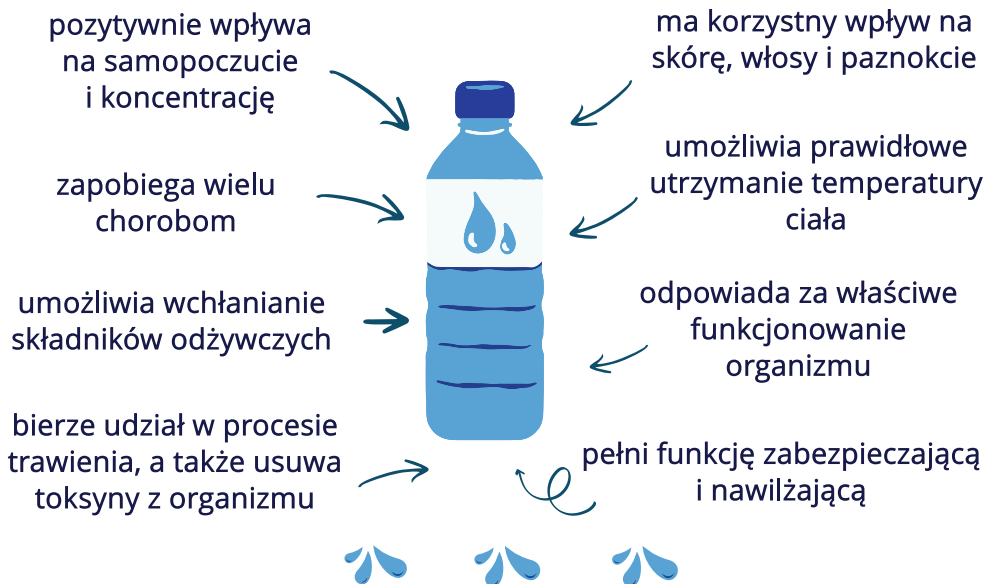 pozytywnie wpływa
na samopoczucie
i koncentrację
ma korzystny wpływ na
skórę, włosy i paznokcie
zapobiega wielu
chorobom
umożliwia prawidłowe
utrzymanie temperatury
ciała
umożliwia wchłanianie
składników odżywczych
odpowiada za właściwe
funkcjonowanie
organizmu
bierze udział w procesie
trawienia, a także usuwa
toksyny z organizmu
pełni funkcję zabezpieczającą
i nawilżającą